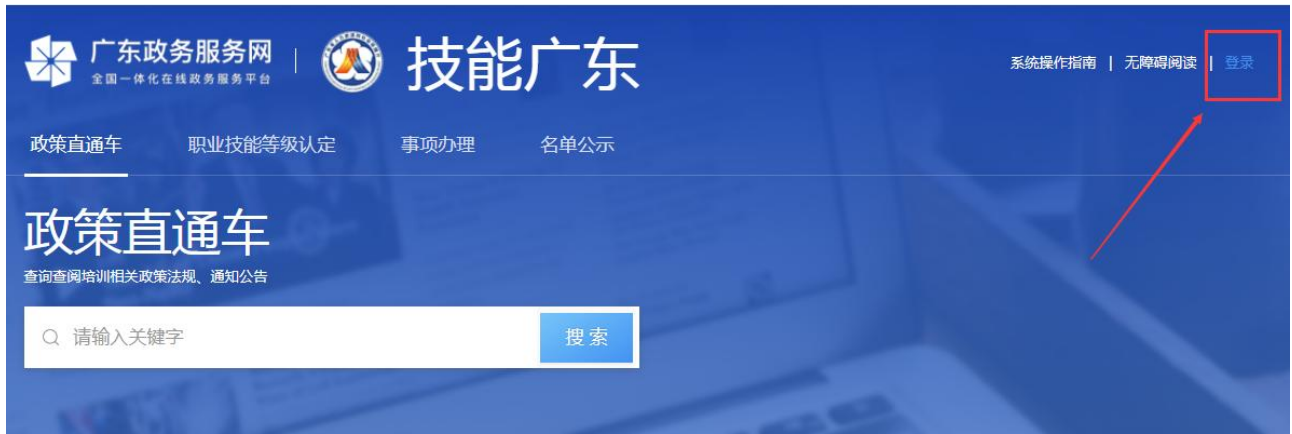 广东政务服务网
全国一体化在线政务服务平台
技能广东
系统操作指南 | 无障碍阅读 | 登录
政策直通车 职业技能等级认定 事项办理 名单公示
政策直通车
查询查阅培训相关政策法规、通知公告
请输入关键字 搜索